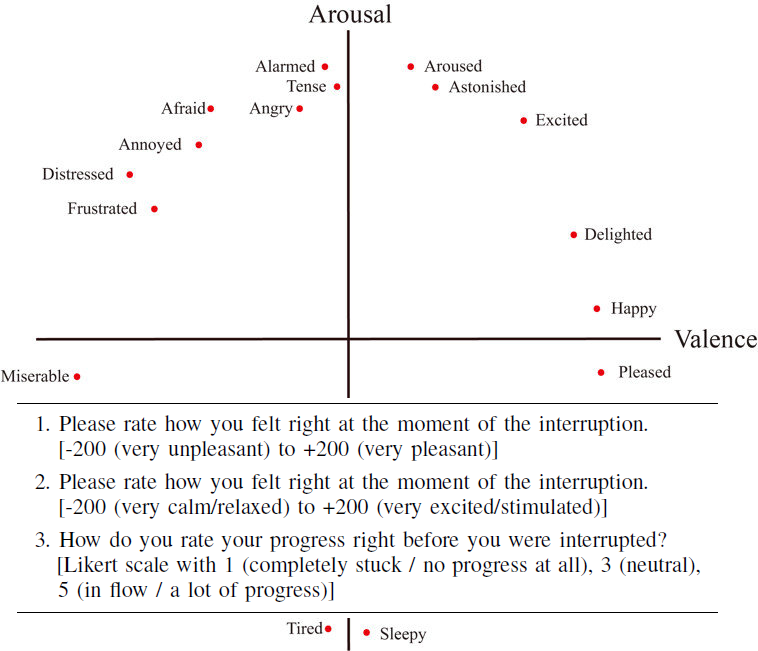 Arousal
Alarmed
Aroused
Tense
Astonished
Afraid
Angry
Excited
Annoyed
Distressed
Frustrated
Delighted
Happy
Valence
Miserable
Pleased
1. Please rate how you felt right at the moment of the interruption.
[-200 (very unpleasant) to +200 (very pleasant)]
2. Please rate how you felt right at the moment of the interruption.
[-200 (very calm/relaxed) to +200 (very excited/stimulated)]
3. How do you rate your progress right before you were interrupted?
[Likert scale with 1 (completely stuck / no progress at all), 3 (neutral),
5 (in flow / a lot of progress)]
Tired
Sleepy